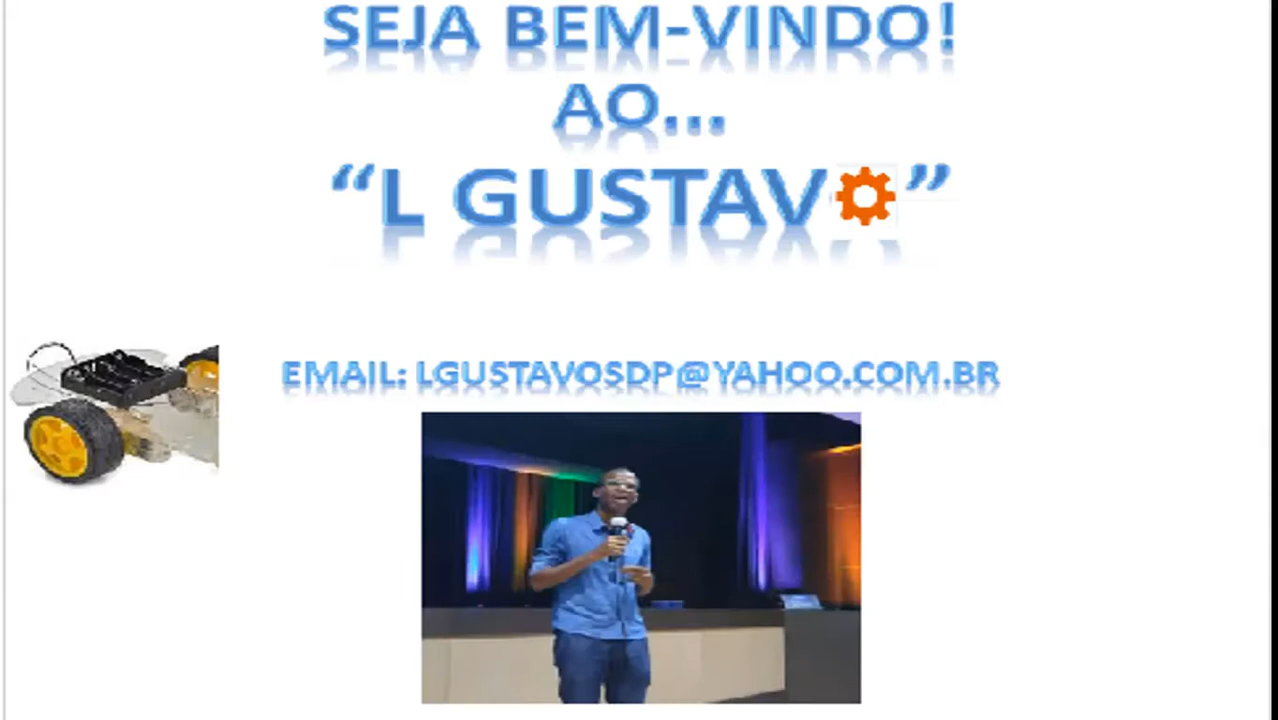 SEJA BEM-VINDO!
AO...
“L GUSTAVO”
EMAIL: LGUSTAVOSDP@YAHOO.COM.BR